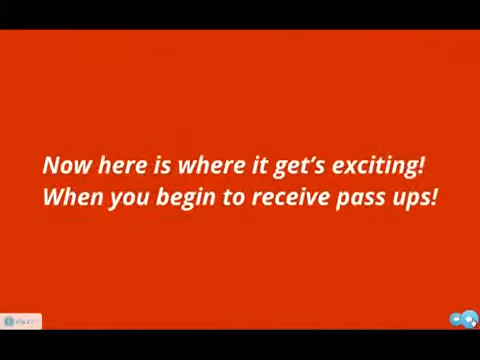 Now here is where it get's exciting!
When you begin to receive pass ups!